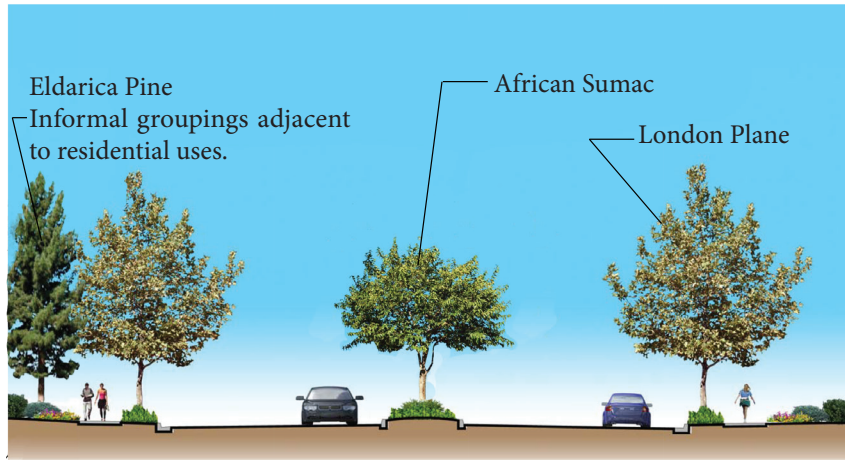 Eldarica Pine
Informal groupings adjacent
to residential uses.
African Sumac
London Plane